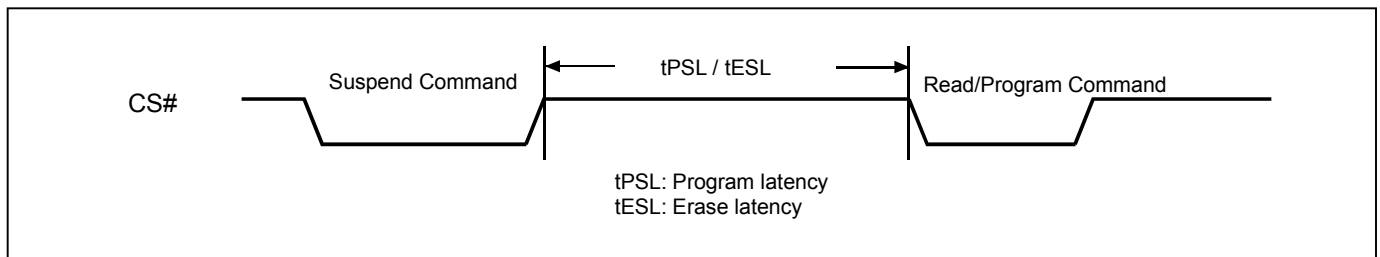 tPSL / tESL
Suspend Command
Read/Program Command
CS#
tPSL: Program latency
tESL: Erase latency